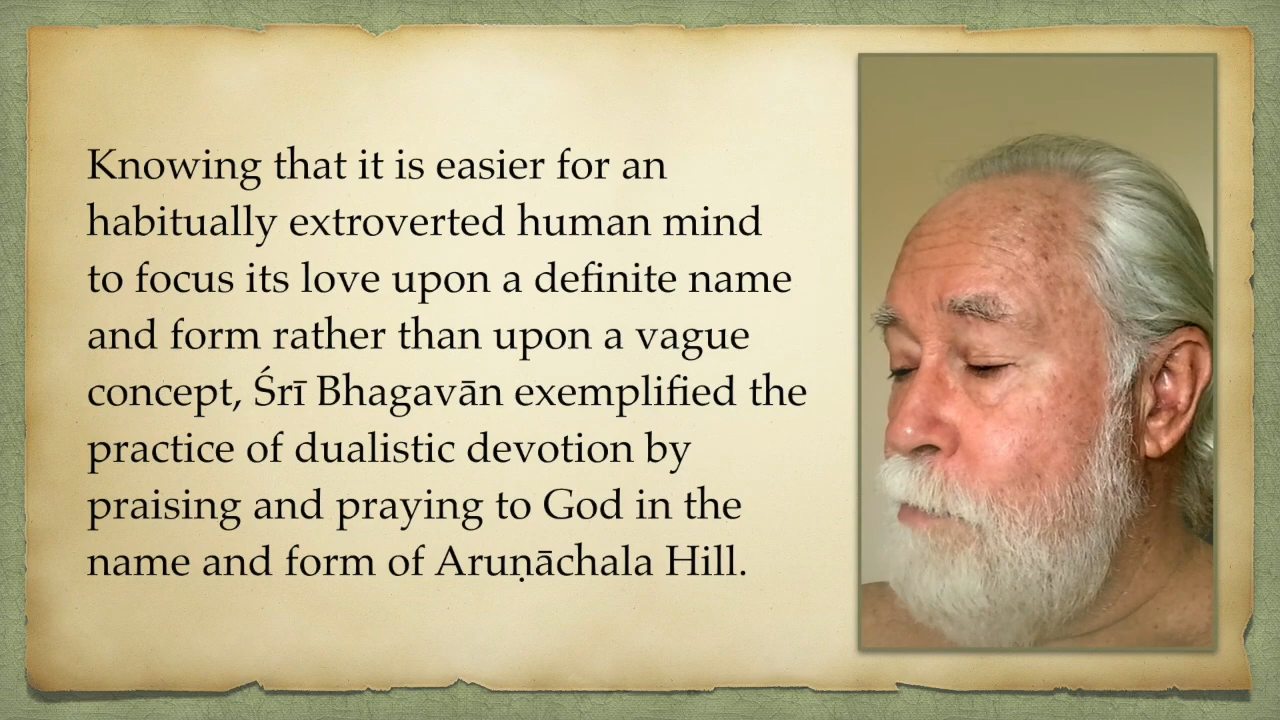 Knowing that it is easier for an
habitually extroverted human mind
to focus its love upon a definite name
and form rather than upon a vague
concept, Śrī Bhagavān exemplified the
practice of dualistic devotion by
praising and praying to God in the
name and form of Aruṇāchala Hill.